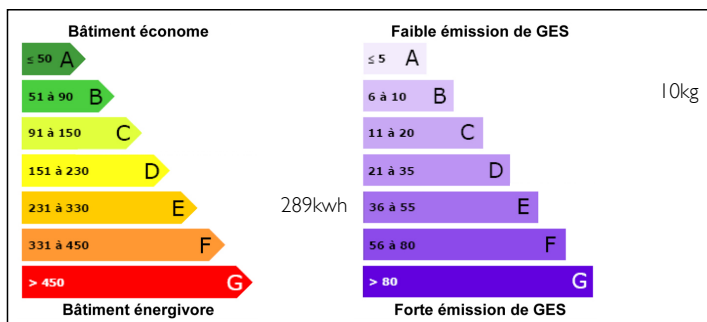 Bâtiment économe
≤ 50 A
51 à 90 B
91 à 150 C
151 à 230 D
231 à 330 E
289kwh
331 à 450 F
> 450 G
Bâtiment énergivore
Faible émission de GES
≤ 5 A
6 à 10 B
10kg
11 à 20 C
21 à 35 D
36 à 55 E
56 à 80 F
> 80 G
Forte émission de GES